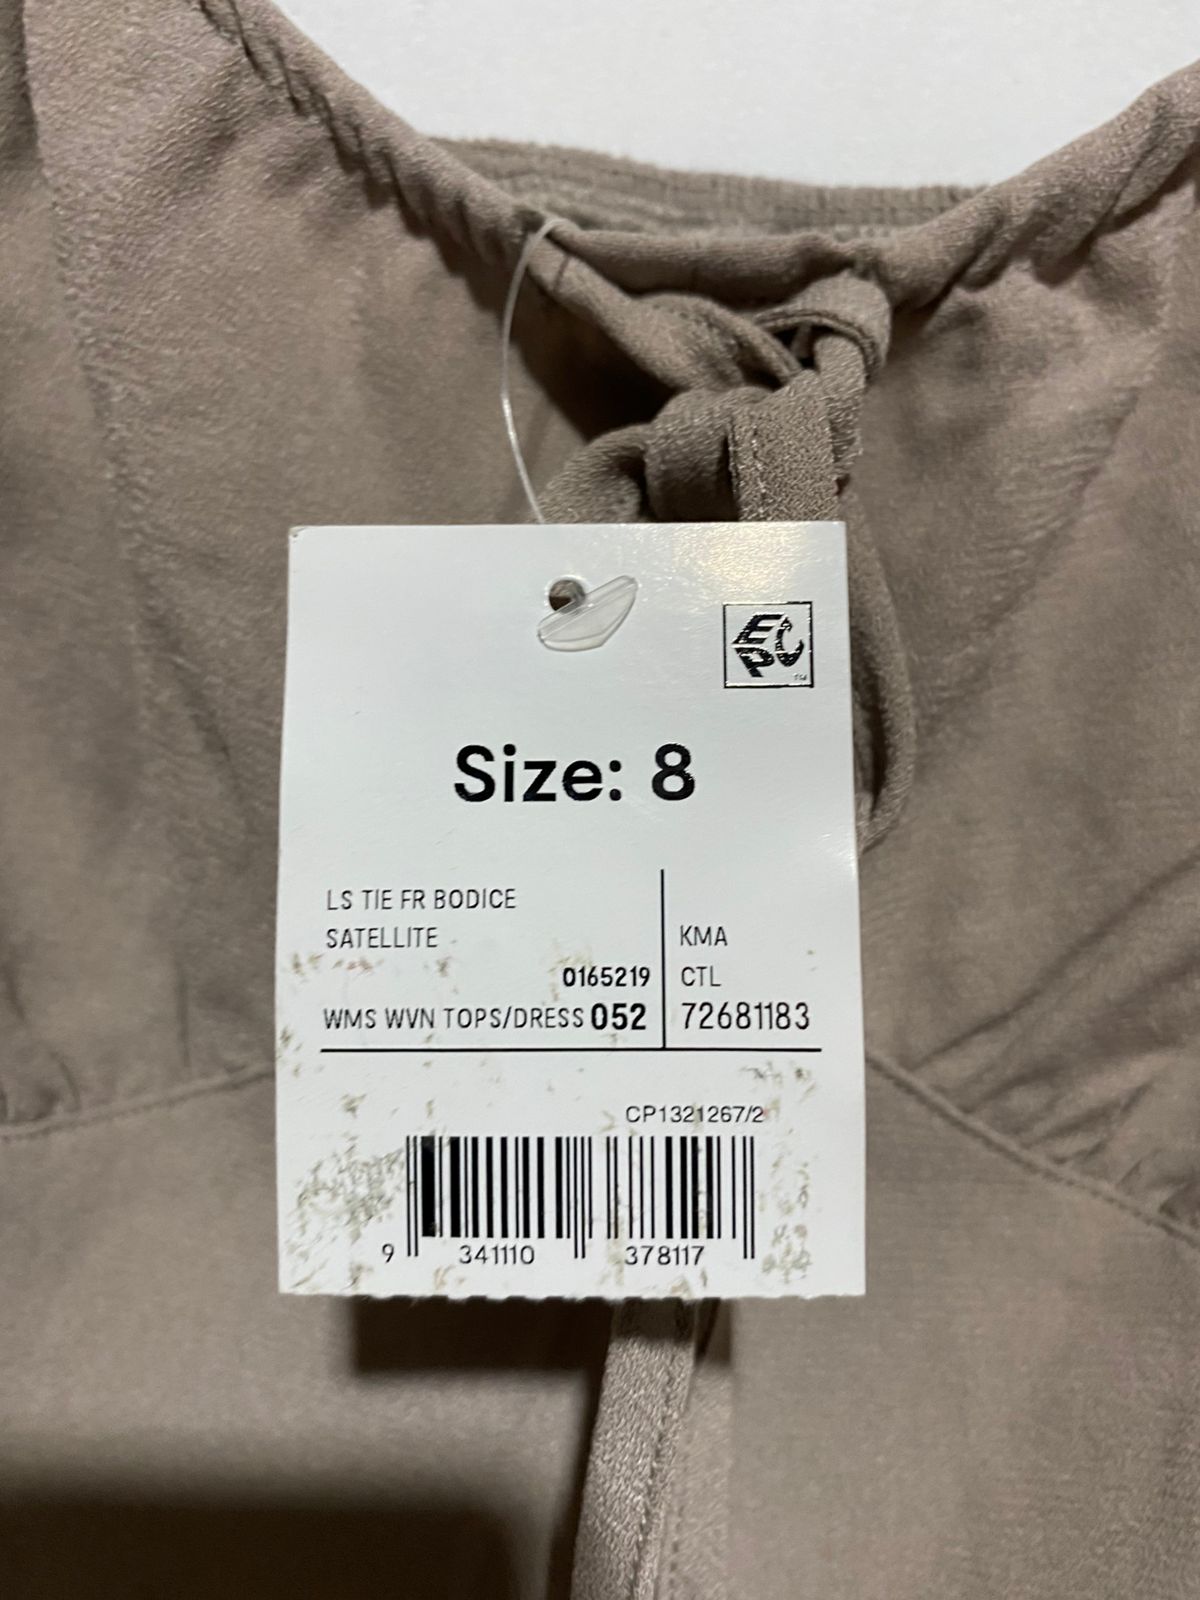 EPC
TM
Size: 8
LS TIE FR BODICE
SATELLITE
KMA
0165219
CTL
WMS WVN TOPS/DRESS 052
72681183
CP1321267/2
9 341110 378117